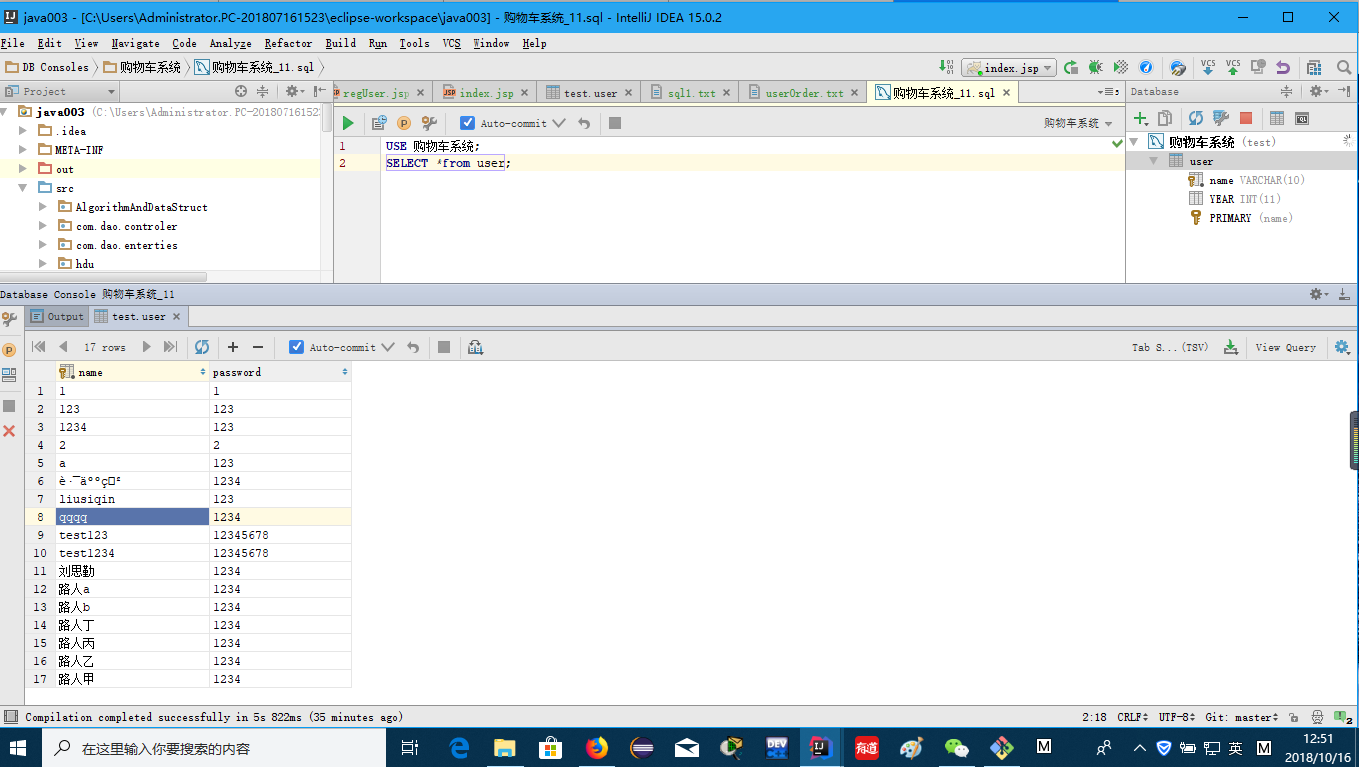 java003 - [C:\Users\Administrator.PC-201807161523\eclipse-workspace\java003] - 购物车系统_11.sql - IntelliJ IDEA 15.0.2
File Edit View Navigate Code Analyze Refactor Build Run Tools VCS Window Help
DB Consoles 购物车系统 购物车系统_11.sql index.jsp VCS VCS
Project regUser.jsp index.jsp test.user sql1.txt userOrder.txt 购物车系统_11.sql Database
java003 (C:\Users\Administrator.PC-201807161523
.idea
META-INF
out
src
AlgorithmAndDataStruct
com.dao.controler
com.dao.enterties
hdu
Auto-commit 购物车系统
1 USE 购物车系统;
2 SELECT *from user;
购物车系统 (test)
user
name VARCHAR(10)
YEAR INT(11)
PRIMARY (name)
Database Console 购物车系统_11
Output test.user
17 rows Auto-commit Tab S...(TSV) View Query
name password
1 1 1
2 123 123
3 1234 123
4 2 2
5 a 123
6 1234
7 liusiqin 123
8 qqqq 1234
9 test123 12345678
10 test1234 12345678
11 刘思勤 1234
12 路人a 1234
13 路人b 1234
14 路人丁 1234
15 路人丙 1234
16 路人乙 1234
17 路人甲 1234
Compilation completed successfully in 5s 822ms (35 minutes ago) 2:18 CRLF UTF-8 Git: master 2
在这里输入你要搜索的内容 DEV C++ IJ 有道 M 英 M 12:51
2018/10/16